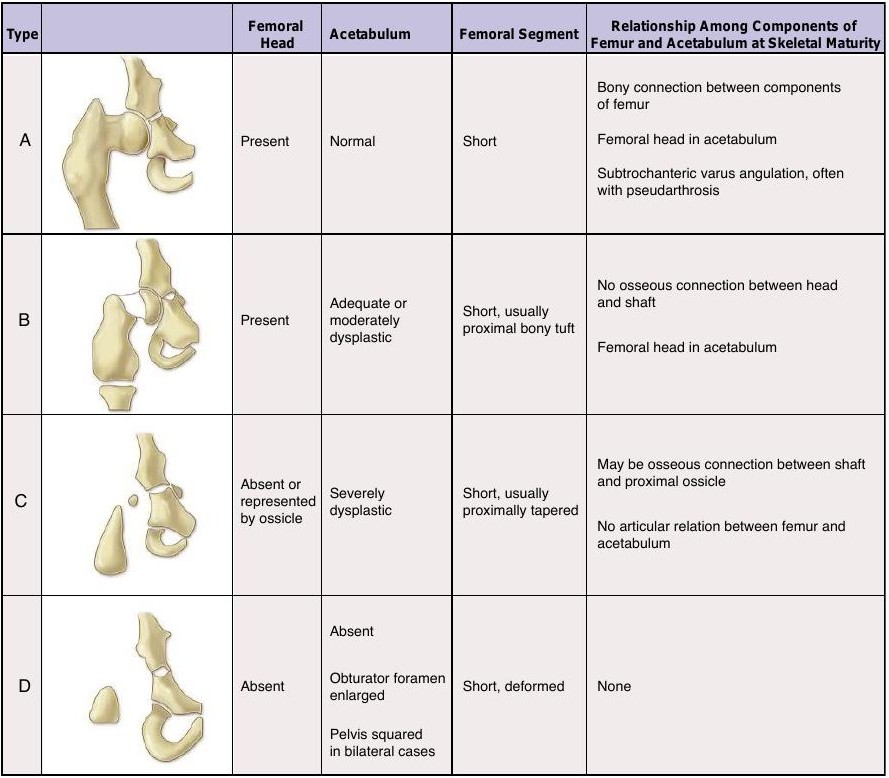 Type
Femoral
Head
Acetabulum
Femoral Segment
Relationship Among Components of
Femur and Acetabulum at Skeletal Maturity
A
Present
Normal
Short
Bony connection between components
of femur
Femoral head in acetabulum
Subtrochanteric varus angulation, often
with pseudarthrosis
B
Present
Adequate or
moderately
dysplastic
Short, usually
proximal bony tuft
No osseous connection between head
and shaft
Femoral head in acetabulum
C
Absent or
represented
by ossicle
Severely
dysplastic
Short, usually
proximally tapered
May be osseous connection between shaft
and proximal ossicle
No articular relation between femur and
acetabulum
D
Absent
Absent
Obturator foramen
enlarged
Pelvis squared
in bilateral cases
Short, deformed
None